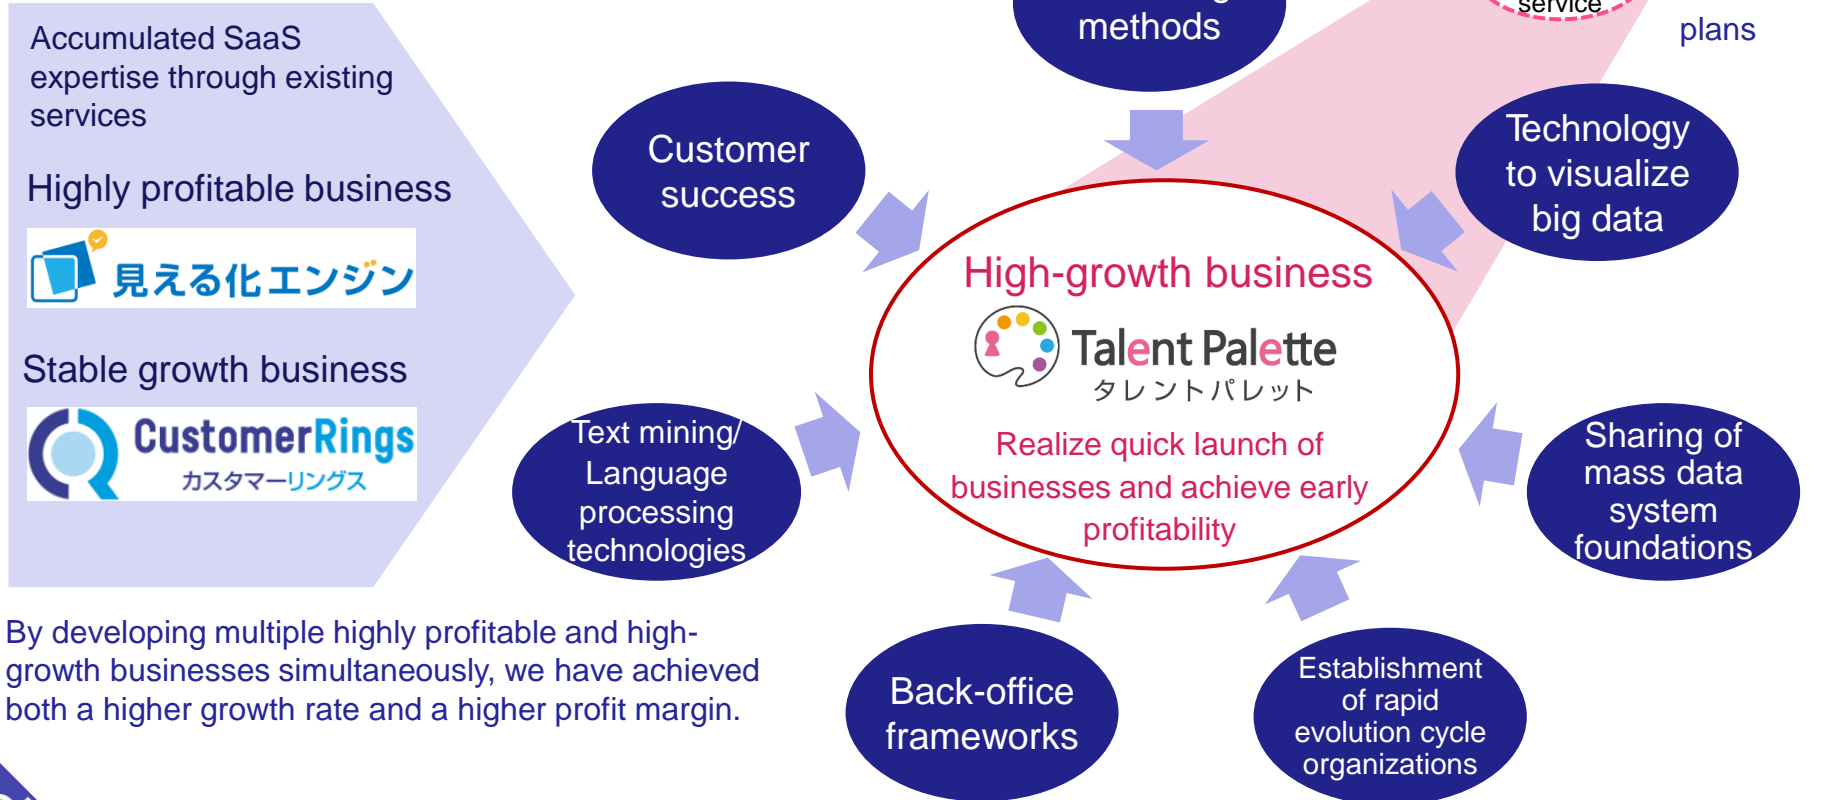 Accumulated SaaS
expertise through existing
services
Highly profitable business
見える化エンジン
Stable growth business
CustomerRings
カスタマーリングス
By developing multiple highly profitable and high-
growth businesses simultaneously, we have achieved
both a higher growth rate and a higher profit margin.
methods
service
plans
Customer
success
Technology
to visualize
big data
High-growth business
Talent Palette
タレントパレット
Realize quick launch of
businesses and achieve early
profitability
Text mining/
Language
processing
technologies
Sharing of
mass data
system
foundations
Back-office
frameworks
Establishment
of rapid
evolution cycle
organizations